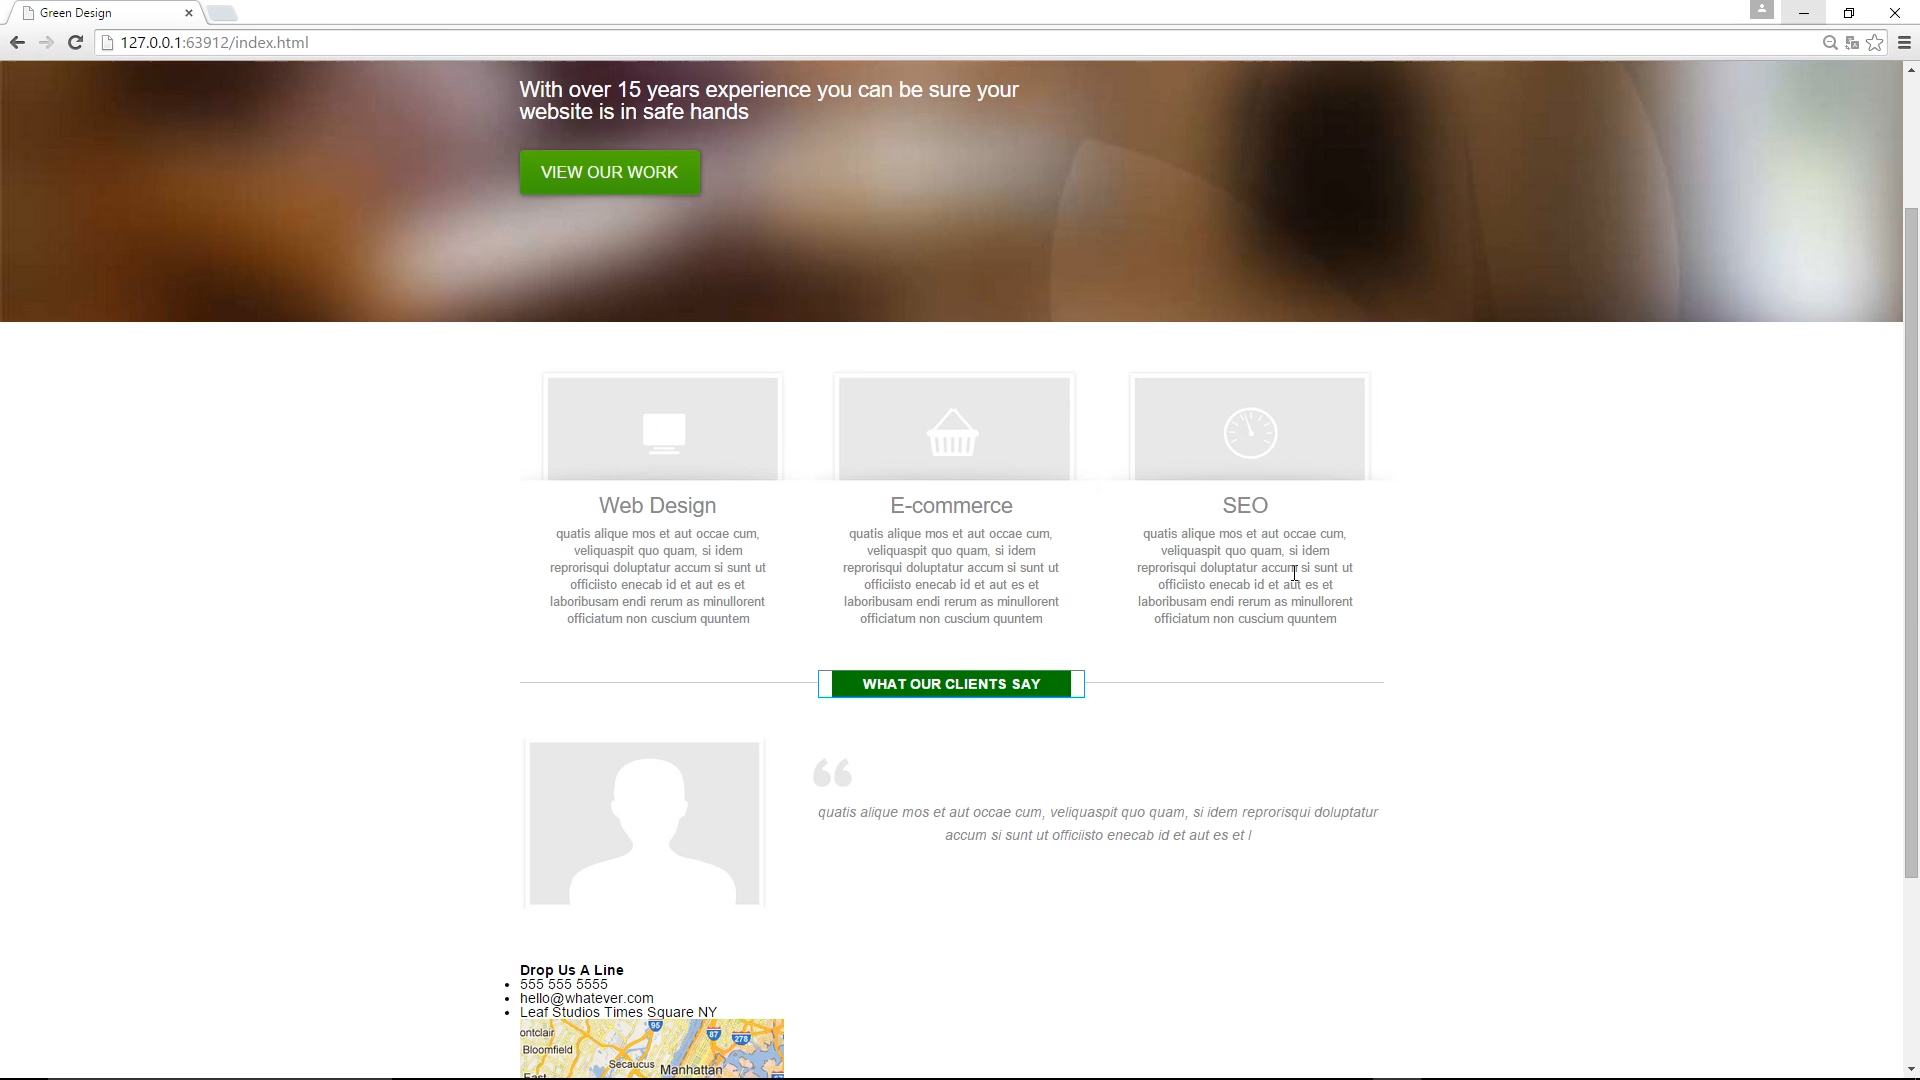 Green Design
127.0.0.1:63912/index.html
With over 15 years experience you can be sure your
website is in safe hands
VIEW OUR WORK
Web Design
quatis alique mos et aut occae cum,
veliquaspit quo quam, si idem
reprorisqui doluptatur accum si sunt ut
officiisto enecab id et aut es et
laboribusam endi rerum as minullorent
officiatum non cuscium quuntem
E-commerce
quatis alique mos et aut occae cum,
veliquaspit quo quam, si idem
reprorisqui doluptatur accum si sunt ut
officiisto enecab id et aut es et
laboribusam endi rerum as minullorent
officiatum non cuscium quuntem
SEO
quatis alique mos et aut occae cum,
veliquaspit quo quam, si idem
reprorisqui doluptatur accum si sunt ut
officiisto enecab id et aut es et
laboribusam endi rerum as minullorent
officiatum non cuscium quuntem
WHAT OUR CLIENTS SAY
“
quatis alique mos et aut occae cum, veliquaspit quo quam, si idem reprorisqui doluptatur
accum si sunt ut officiisto enecab id et aut es et l
Drop Us A Line
• 555 555 5555
• hello@whatever.com
• Leaf Studios Times Square NY
95
87
278
ontclair
Bloomfield
Secaucus
Manhattan
East